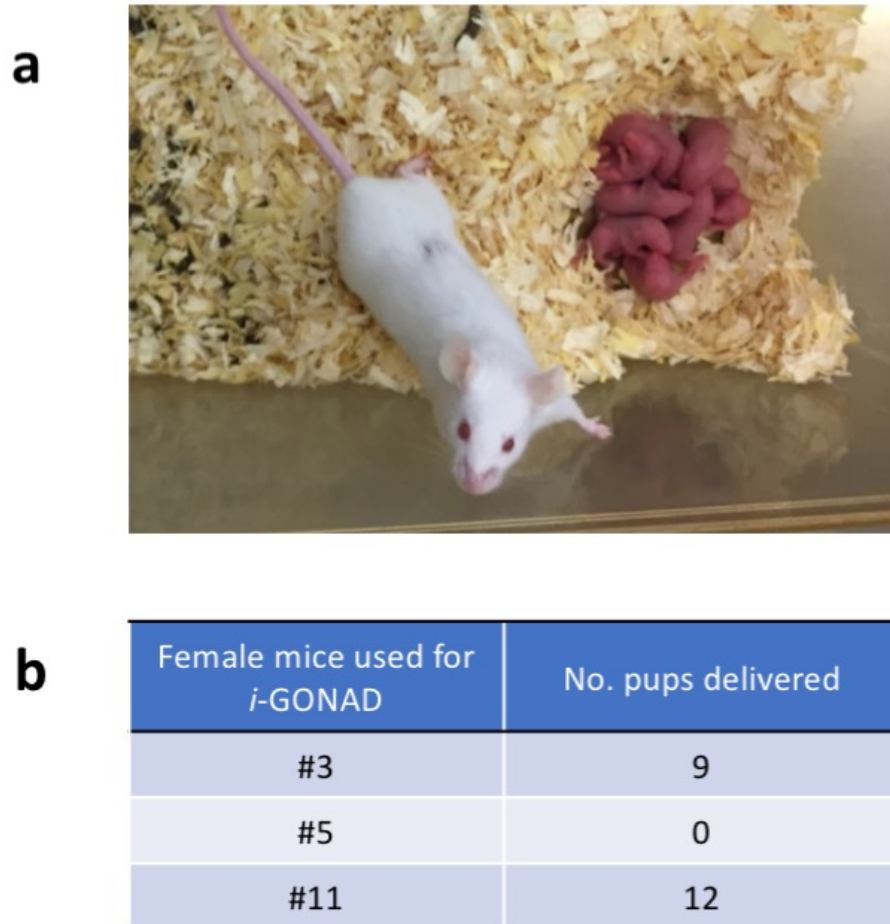 a
b
Female mice used for
i-GONAD
No. pups delivered
#3 9
#5 0
#11 12